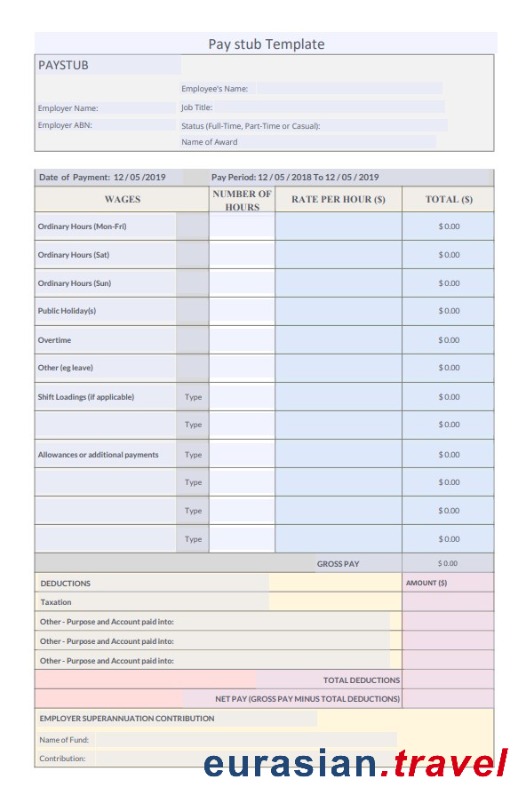 Pay stub Template
PAYSTUB
Employee's Name:
Employer Name:
Job Title:
Employer ABN:
Status (Full-Time, Part-Time or Casual):
Name of Award
Date of Payment: 12/05/2019 Pay Period: 12/05/2018 To 12/05/2019
WAGES NUMBER OF HOURS RATE PER HOUR ($) TOTAL ($)
Ordinary Hours (Mon-Fri) $0.00
Ordinary Hours (Sat) $0.00
Ordinary Hours (Sun) $0.00
Public Holiday(s) $0.00
Overtime $0.00
Other (eg leave) $0.00
Shift Loadings (if applicable) Type $0.00
Type $0.00
Allowances or additional payments Type $0.00
Type $0.00
Type $0.00
Type $0.00
GROSS PAY $0.00
DEDUCTIONS AMOUNT ($)
Taxation
Other - Purpose and Account paid into:
Other - Purpose and Account paid into:
Other - Purpose and Account paid into:
TOTAL DEDUCTIONS
NET PAY (GROSS PAY MINUS TOTAL DEDUCTIONS)
EMPLOYER SUPERANNUATION CONTRIBUTION
Name of Fund:
Contribution:
eurasian.travel